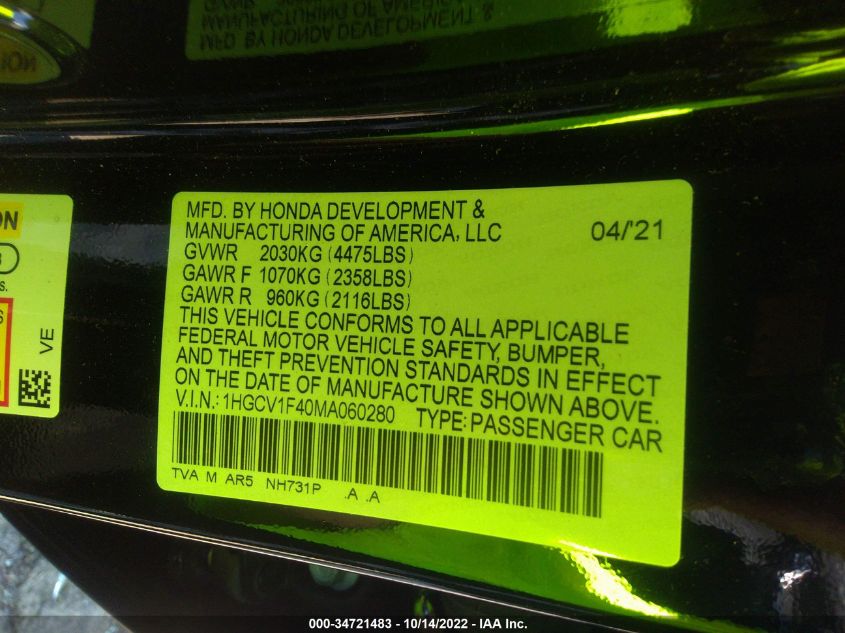 MFD. BY HONDA DEVELOPMENT &
MANUFACTURING OF AMERICA, LLC 04/'21
GVWR 2030KG (4475LBS)
GAWR F 1070KG (2358LBS)
GAWR R 960KG (2116LBS)
THIS VEHICLE CONFORMS TO ALL APPLICABLE
FEDERAL MOTOR VEHICLE SAFETY, BUMPER,
AND THEFT PREVENTION STANDARDS IN EFFECT
ON THE DATE OF MANUFACTURE SHOWN ABOVE.
V.I.N.: 1HGCV1F40MA060280 TYPE: PASSENGER CAR
TVA M AR5 NH731P .A .A
VE
000-34721483 - 10/14/2022 - IAA Inc.